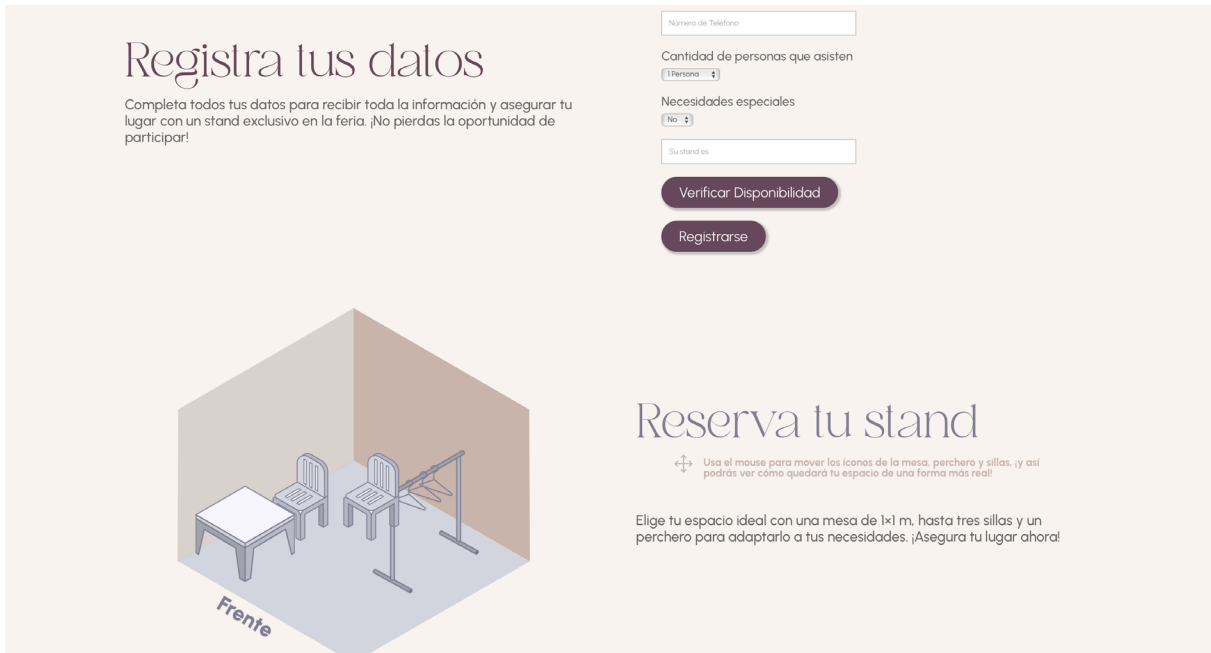 Registra tus datos
Completa todos tus datos para recibir toda la información y asegurar tu
lugar con un stand exclusivo en la feria. ¡No pierdas la oportunidad de
participar!
Número de Teléfono
Cantidad de personas que asisten
1 Persona
Necesidades especiales
No
Su stand es
Verificar Disponibilidad
Registrarse
Frente
Reserva tu stand
Usa el mouse para mover los íconos de la mesa, perchero y sillas, ¡y así
podrás ver cómo quedará tu espacio de una forma más real!
Elige tu espacio ideal con una mesa de 1×1 m, hasta tres sillas y un
perchero para adaptarlo a tus necesidades. ¡Asegura tu lugar ahora!